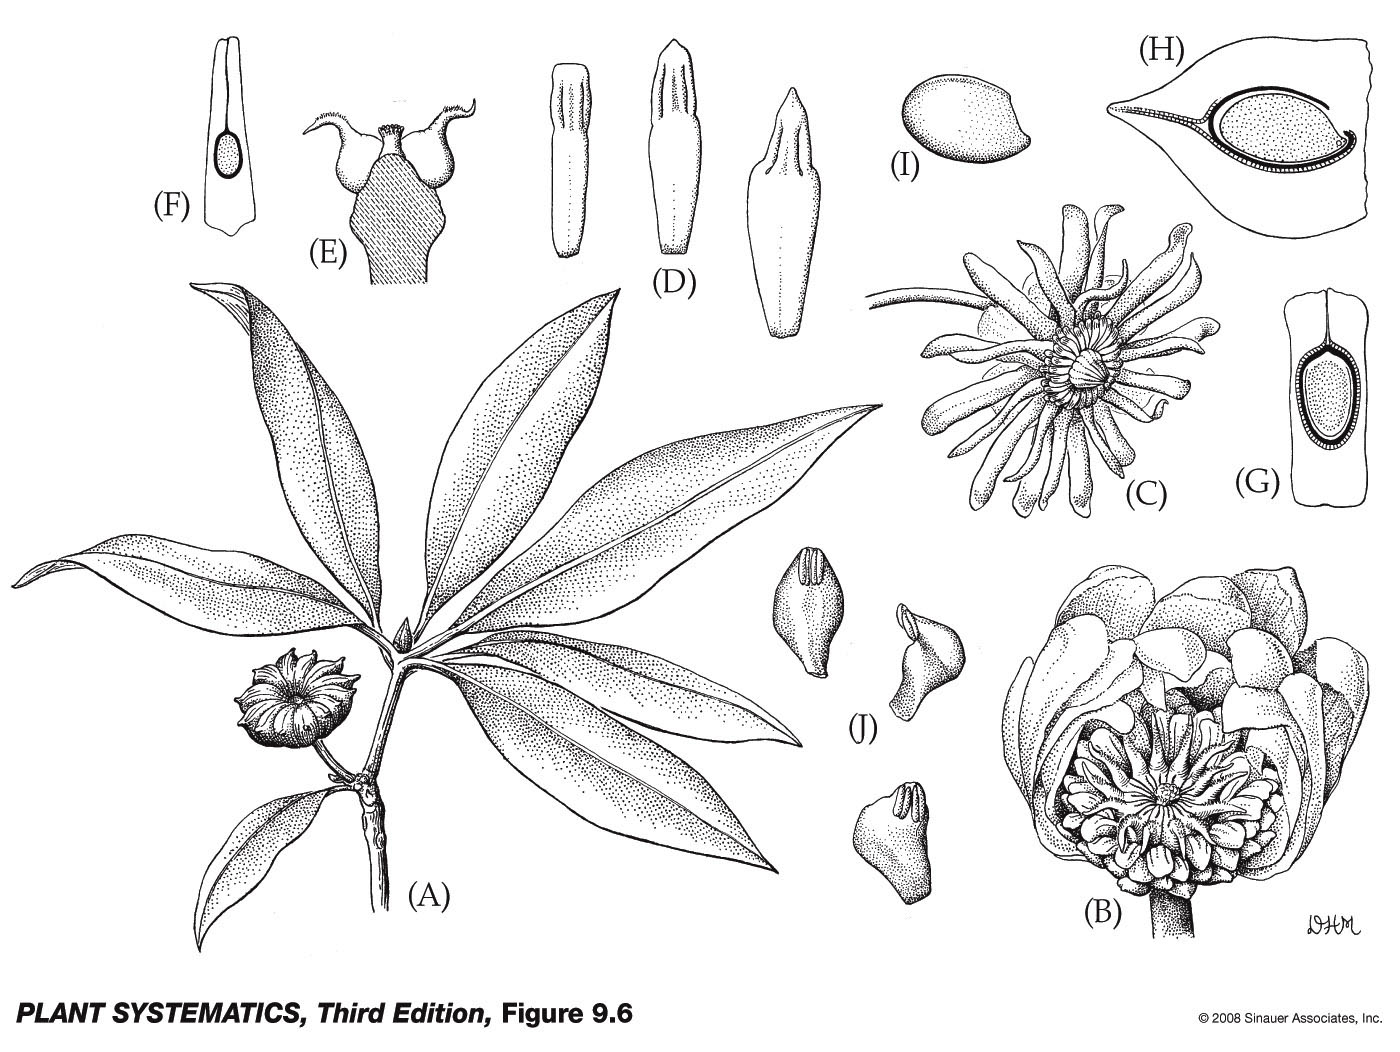 (H)
(I)
(F)
(E)
(D)
(C)
(G)
(J)
(A)
(B)
DHM
PLANT SYSTEMATICS, Third Edition, Figure 9.6
© 2008 Sinauer Associates, Inc.